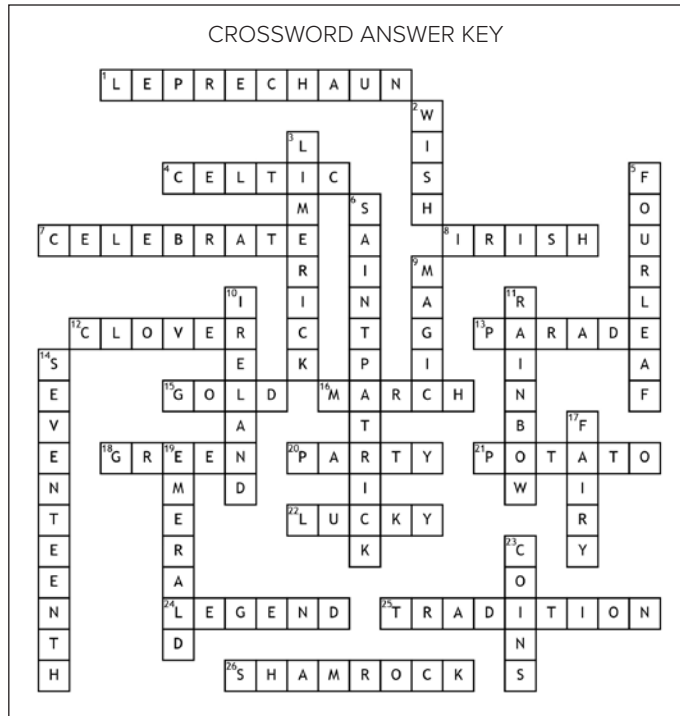 CROSSWORD ANSWER KEY
1 LEPRECHAUN
2 WISH
3 LIMERICK
4 CELTIC
5 FOURLEAF
6 SAINTPATRICK
7 CELEBRATE
8 IRISH
9 MAGIC
10 IRELAND
11 RAINBOW
12 CLOVER
13 PARADE
14 SEVENTEENTH
15 GOLD
16 MARCH
17 FAIRY
18 GREEN
19 EMERALD
20 PARTY
21 POTATO
22 LUCKY
23 COINS
24 LEGEND
25 TRADITION
26 SHAMROCK